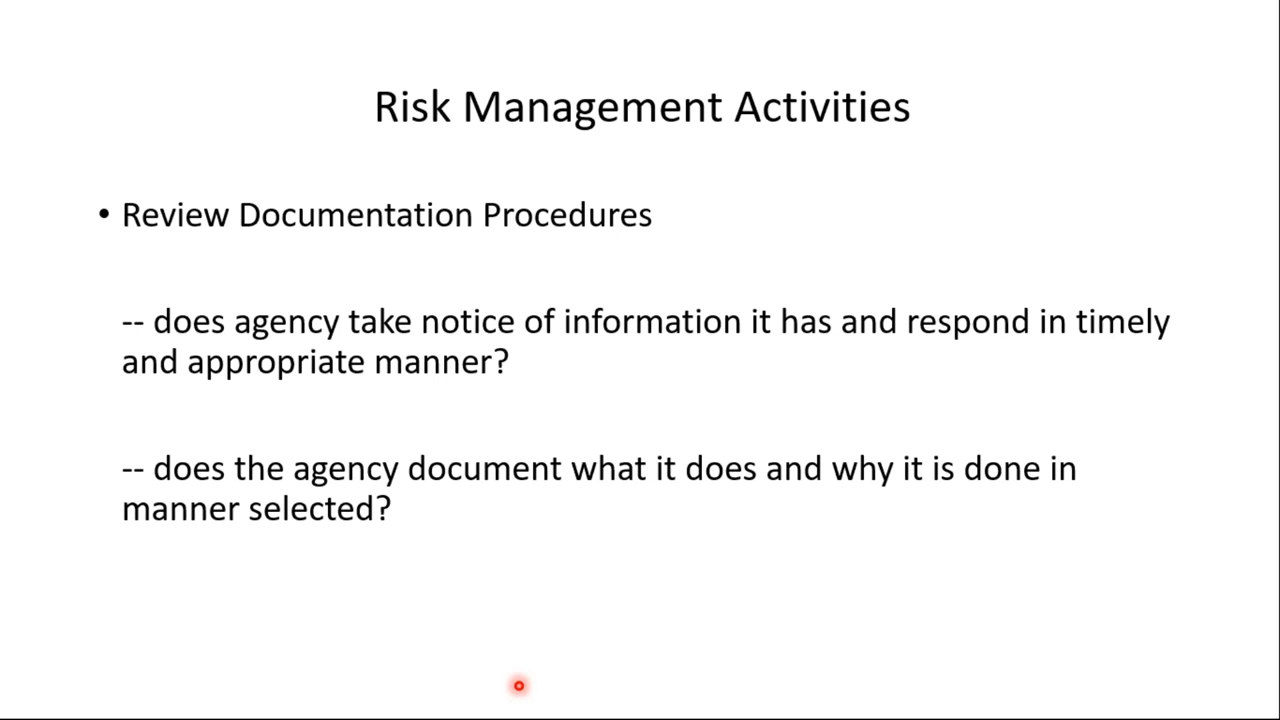 Risk Management Activities
• Review Documentation Procedures
-- does agency take notice of information it has and respond in timely
and appropriate manner?
-- does the agency document what it does and why it is done in
manner selected?